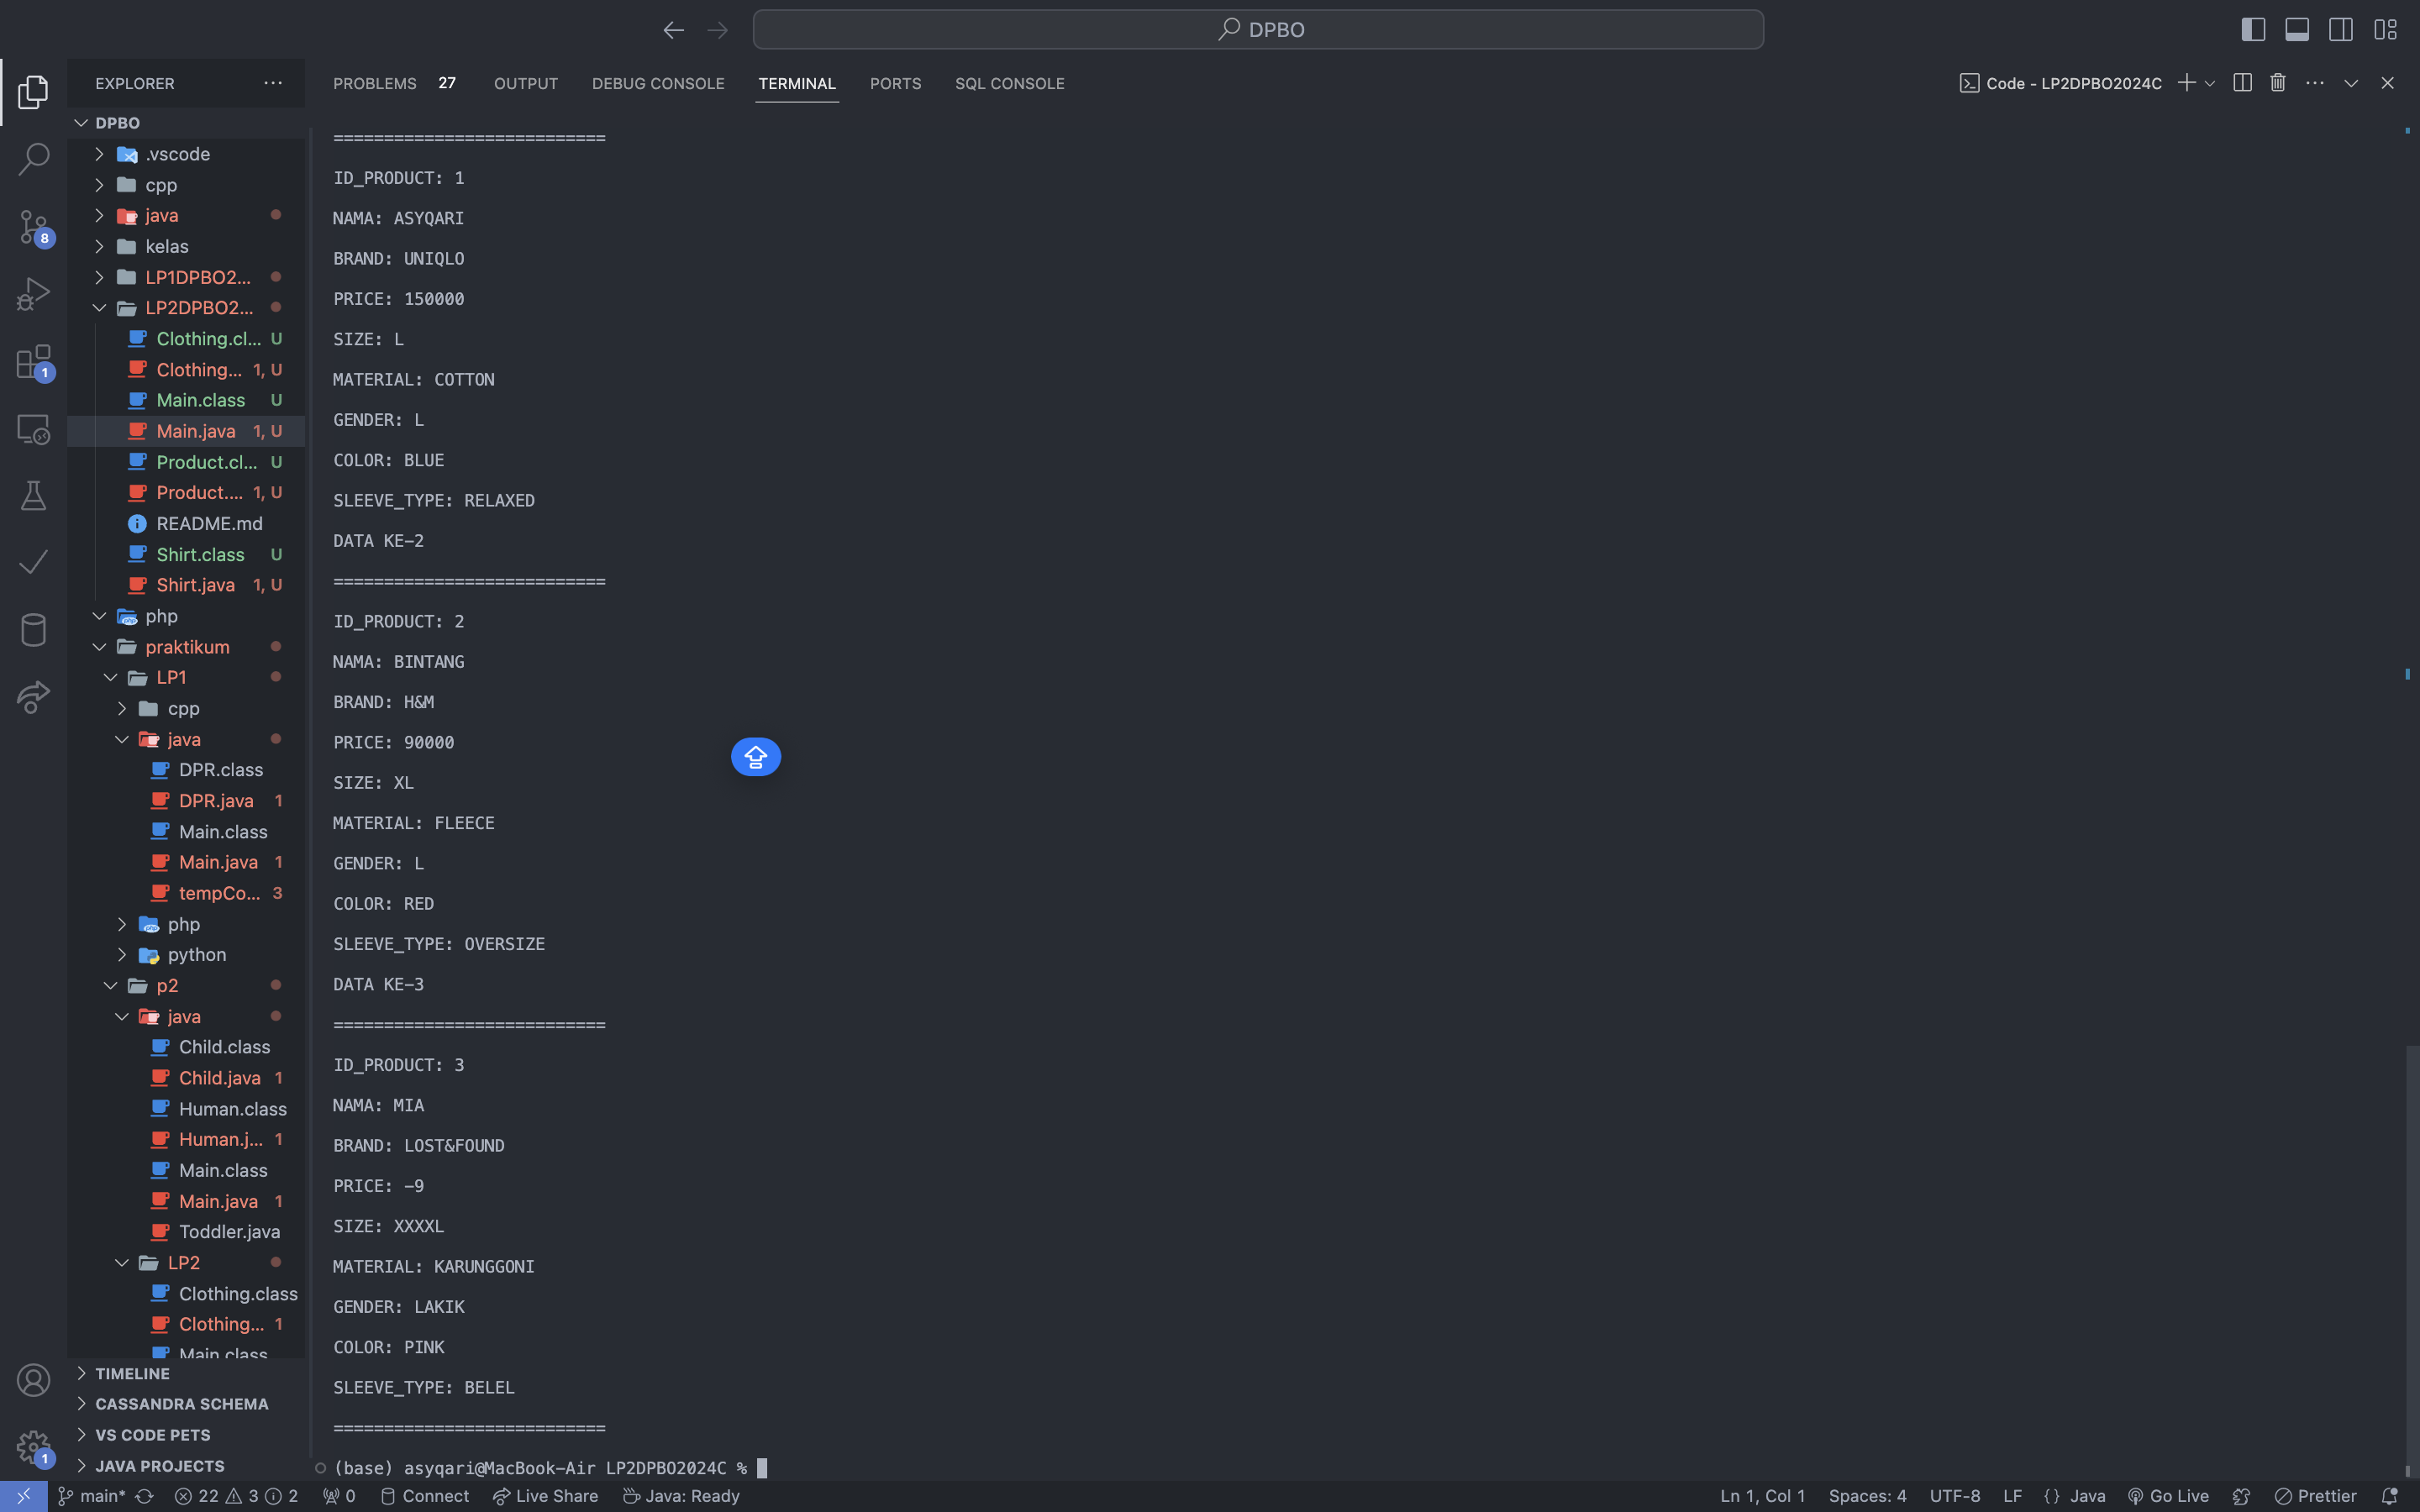 DPBO
EXPLORER
DPBO
.vscode
cpp
java
kelas
LP1DPBO2...
LP2DPBO2...
Clothing.cl... U
Clothing... 1, U
Main.class U
Main.java 1, U
Product.cl... U
Product.... 1, U
README.md
Shirt.class U
Shirt.java 1, U
php
praktikum
LP1
cpp
java
DPR.class
DPR.java 1
Main.class
Main.java 1
tempCo... 3
php
python
p2
java
Child.class
Child.java 1
Human.class
Human.j... 1
Main.class
Main.java 1
Toddler.java
LP2
Clothing.class
Clothing... 1
Main.class
TIMELINE
CASSANDRA SCHEMA
VS CODE PETS
JAVA PROJECTS
8
1
1
PROBLEMS 27 OUTPUT DEBUG CONSOLE TERMINAL PORTS SQL CONSOLE
Code - LP2DPBO2024C
===========================
ID_PRODUCT: 1
NAMA: ASYQARI
BRAND: UNIQLO
PRICE: 150000
SIZE: L
MATERIAL: COTTON
GENDER: L
COLOR: BLUE
SLEEVE_TYPE: RELAXED
DATA KE-2
===========================
ID_PRODUCT: 2
NAMA: BINTANG
BRAND: H&M
PRICE: 90000
SIZE: XL
MATERIAL: FLEECE
GENDER: L
COLOR: RED
SLEEVE_TYPE: OVERSIZE
DATA KE-3
===========================
ID_PRODUCT: 3
NAMA: MIA
BRAND: LOST&FOUND
PRICE: -9
SIZE: XXXXL
MATERIAL: KARUNGGONI
GENDER: LAKIK
COLOR: PINK
SLEEVE_TYPE: BELEL
===========================
(base) asyqari@MacBook-Air LP2DPBO2024C %
main* 22 3 2 0 Connect Live Share Java: Ready
Ln 1, Col 1 Spaces: 4 UTF-8 LF {} Java Go Live Prettier